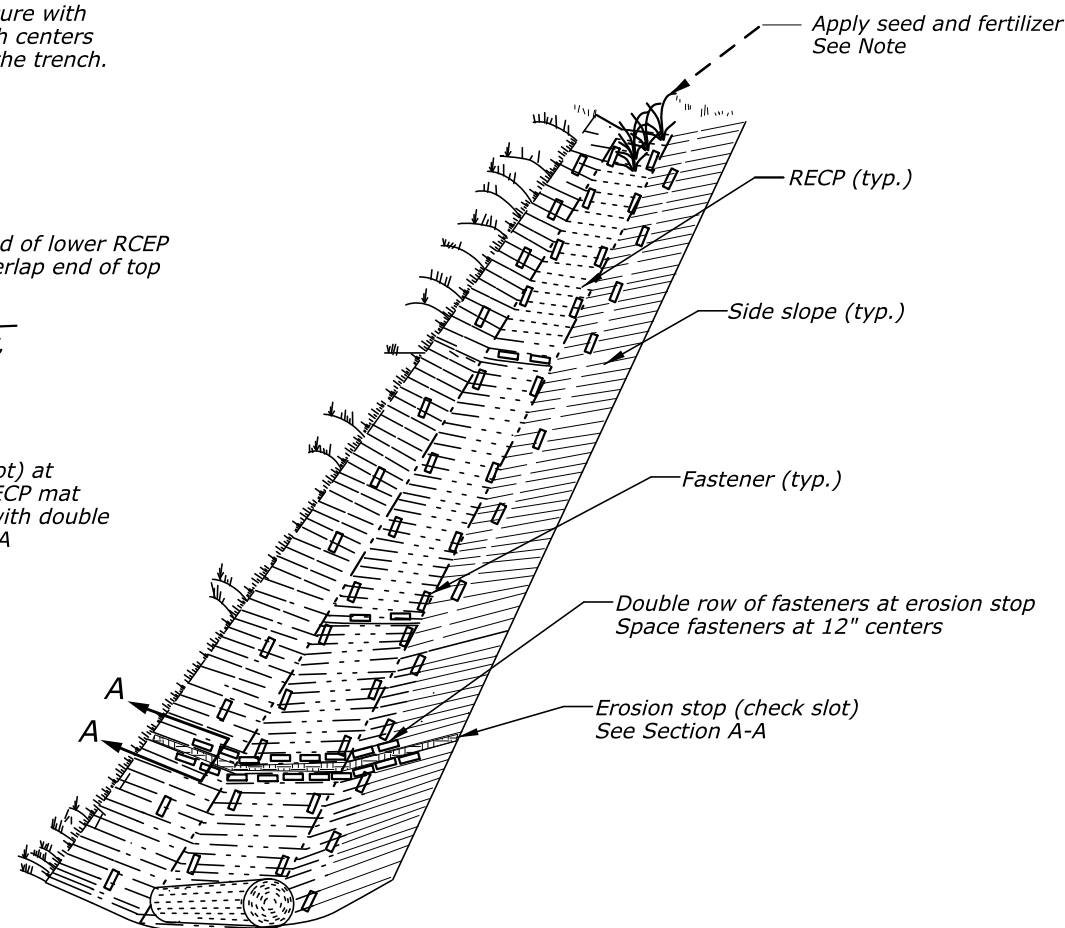 ure with
h centers
the trench.
Apply seed and fertilizer
See Note
RECP (typ.)
d of lower RCEP
erlap end of top
Side slope (typ.)
ot) at
ECP mat
with double
A
Fastener (typ.)
Double row of fasteners at erosion stop
Space fasteners at 12" centers
A
A
Erosion stop (check slot)
See Section A-A